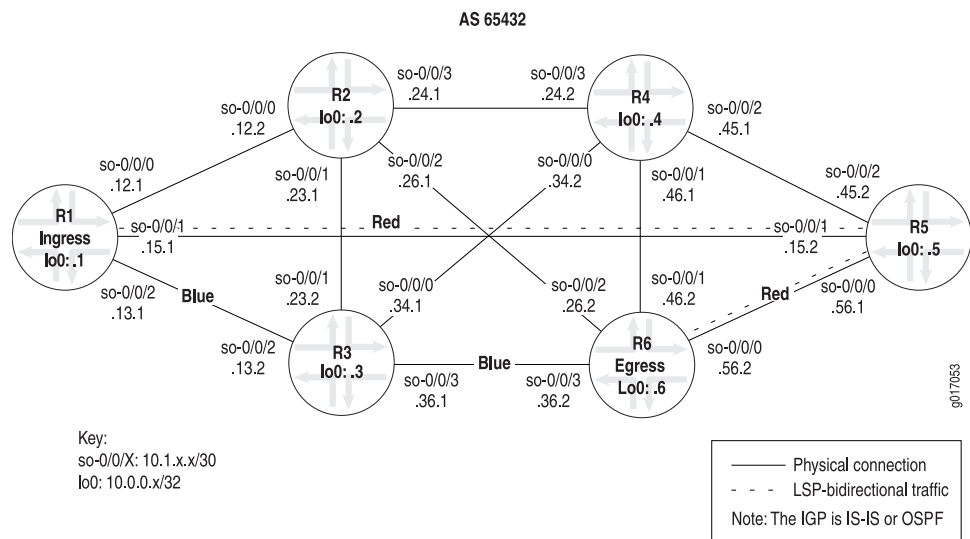 AS 65432
so-0/0/3
.24.1
so-0/0/3
.24.2
R2
lo0: .2
R4
lo0: .4
so-0/0/0
.12.2
so-0/0/2
.45.1
so-0/0/0
.12.1
so-0/0/1
.23.1
so-0/0/2
.26.1
so-0/0/0
.34.2
so-0/0/1
.46.1
so-0/0/2
.45.2
R1
Ingress
lo0: .1
so-0/0/1
.15.1
Red
so-0/0/1
.15.2
R5
lo0: .5
so-0/0/2
.13.1
Blue
so-0/0/1
.23.2
so-0/0/0
.34.1
so-0/0/2
.26.2
so-0/0/1
.46.2
Red
so-0/0/0
.56.1
so-0/0/2
.13.2
R3
lo0: .3
Blue
R6
Egress
Lo0: .6
so-0/0/0
.56.2
so-0/0/3
.36.1
so-0/0/3
.36.2
g017053
Key:
so-0/0/X: 10.1.x.x/30
lo0: 10.0.0.x/32
Physical connection
LSP-bidirectional traffic
Note: The IGP is IS-IS or OSPF